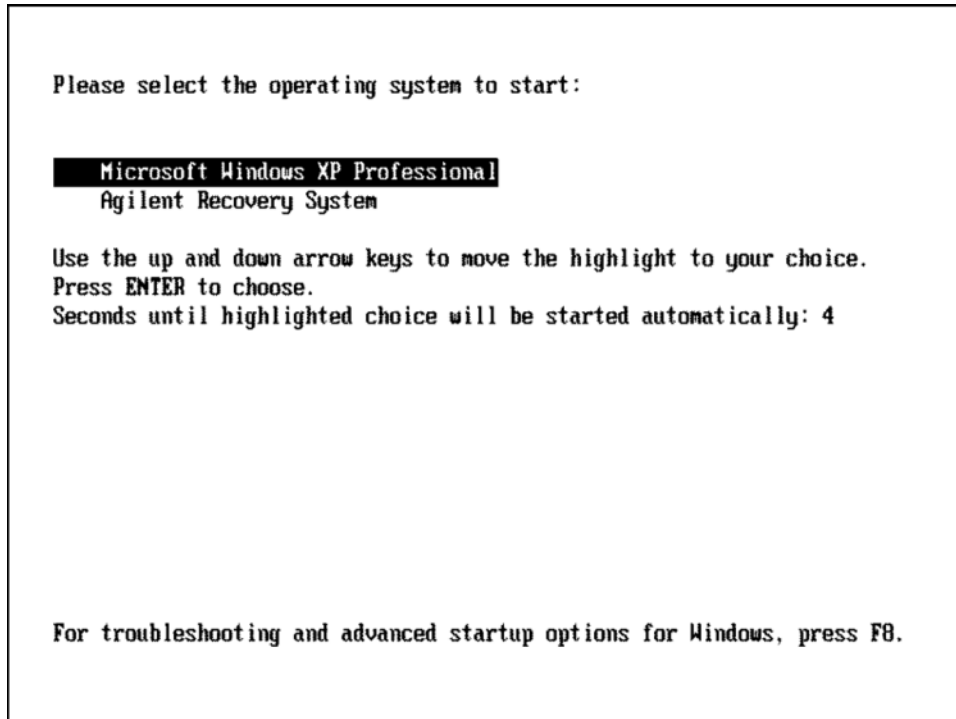 Please select the operating system to start:
Microsoft Windows XP Professional
Agilent Recovery System
Use the up and down arrow keys to move the highlight to your choice.
Press ENTER to choose.
Seconds until highlighted choice will be started automatically: 4
For troubleshooting and advanced startup options for Windows, press F8.